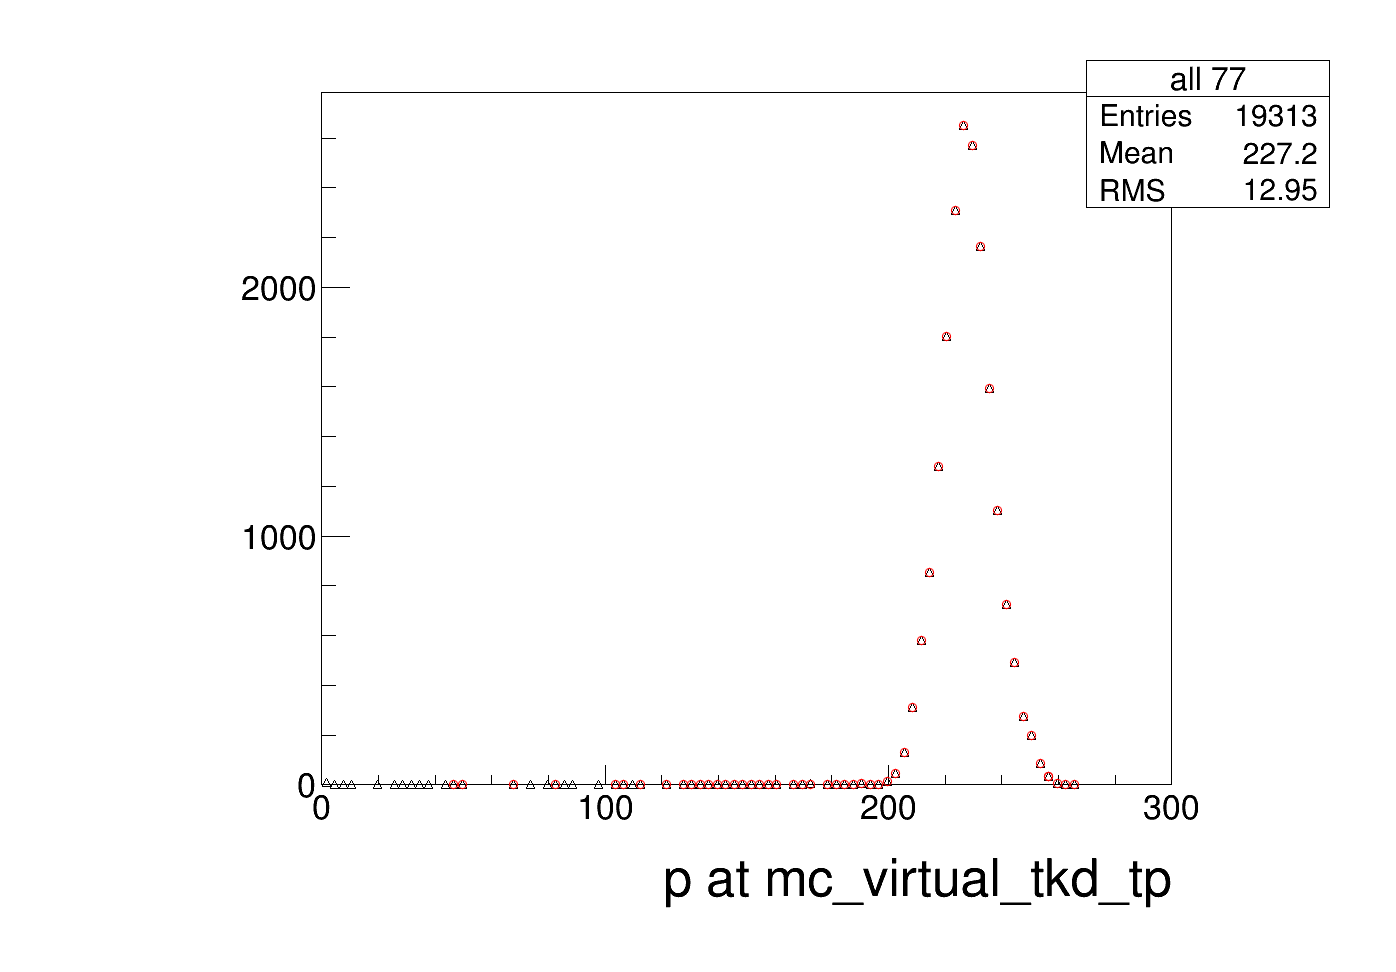 all 77
Entries 19313
Mean 227.2
RMS 12.95
2000
1000
0
0 100 200 300
p at mc_virtual_tkd_tp